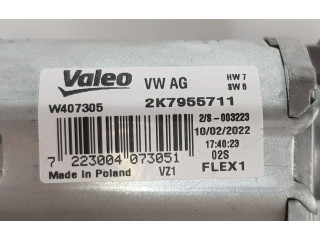 Valeo VW AG HW 7
SW 8
W407305 2K7955711
2/S-003223
10/02/2022
17:40:23
7 223004 073051 02S
Made in Poland VZ1 FLEX1